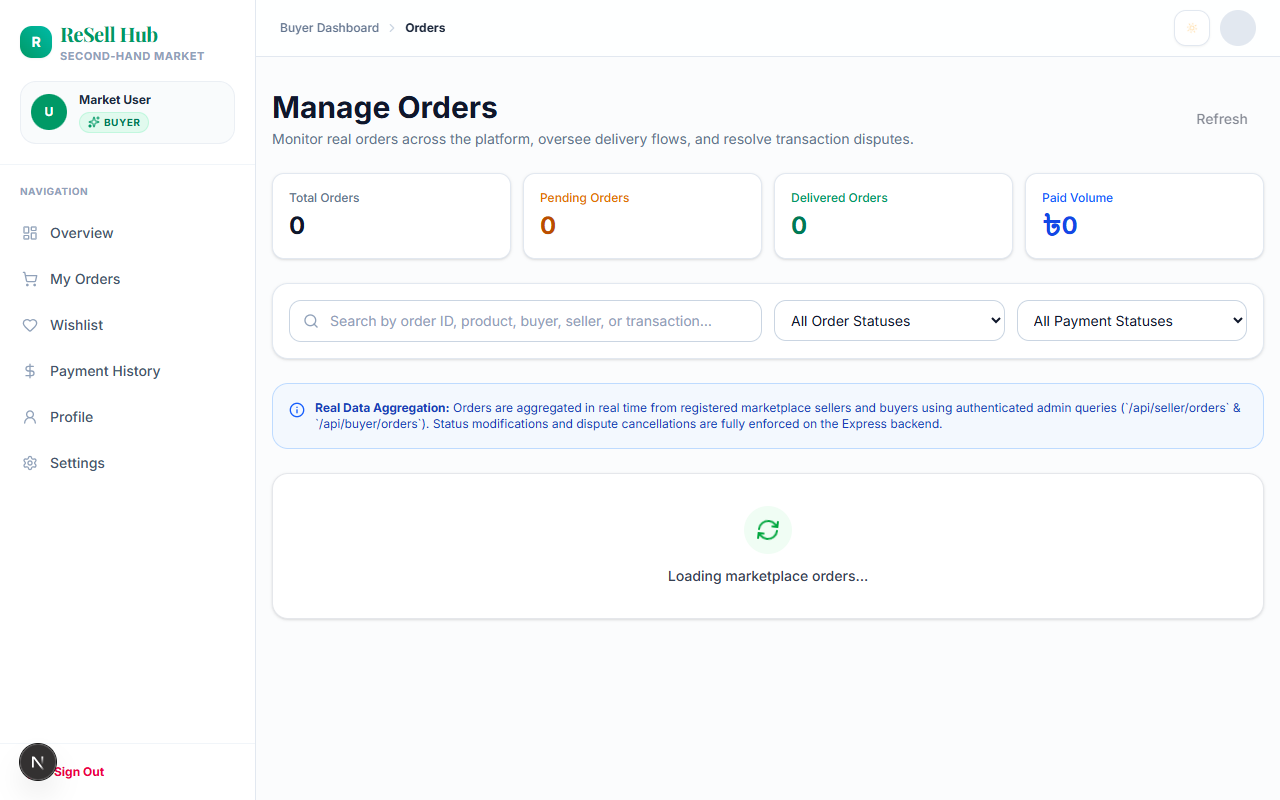 R
ReSell Hub
SECOND-HAND MARKET
U
Market User
BUYER
NAVIGATION
Overview
My Orders
Wishlist
Payment History
Profile
Settings
N
Sign Out
Buyer Dashboard
Orders
Manage Orders
Monitor real orders across the platform, oversee delivery flows, and resolve transaction disputes.
Refresh
Total Orders
0
Pending Orders
0
Delivered Orders
0
Paid Volume
৳0
Search by order ID, product, buyer, seller, or transaction...
All Order Statuses
All Payment Statuses
Real Data Aggregation: Orders are aggregated in real time from registered marketplace sellers and buyers using authenticated admin queries (`/api/seller/orders` &
`/api/buyer/orders`). Status modifications and dispute cancellations are fully enforced on the Express backend.
Loading marketplace orders...